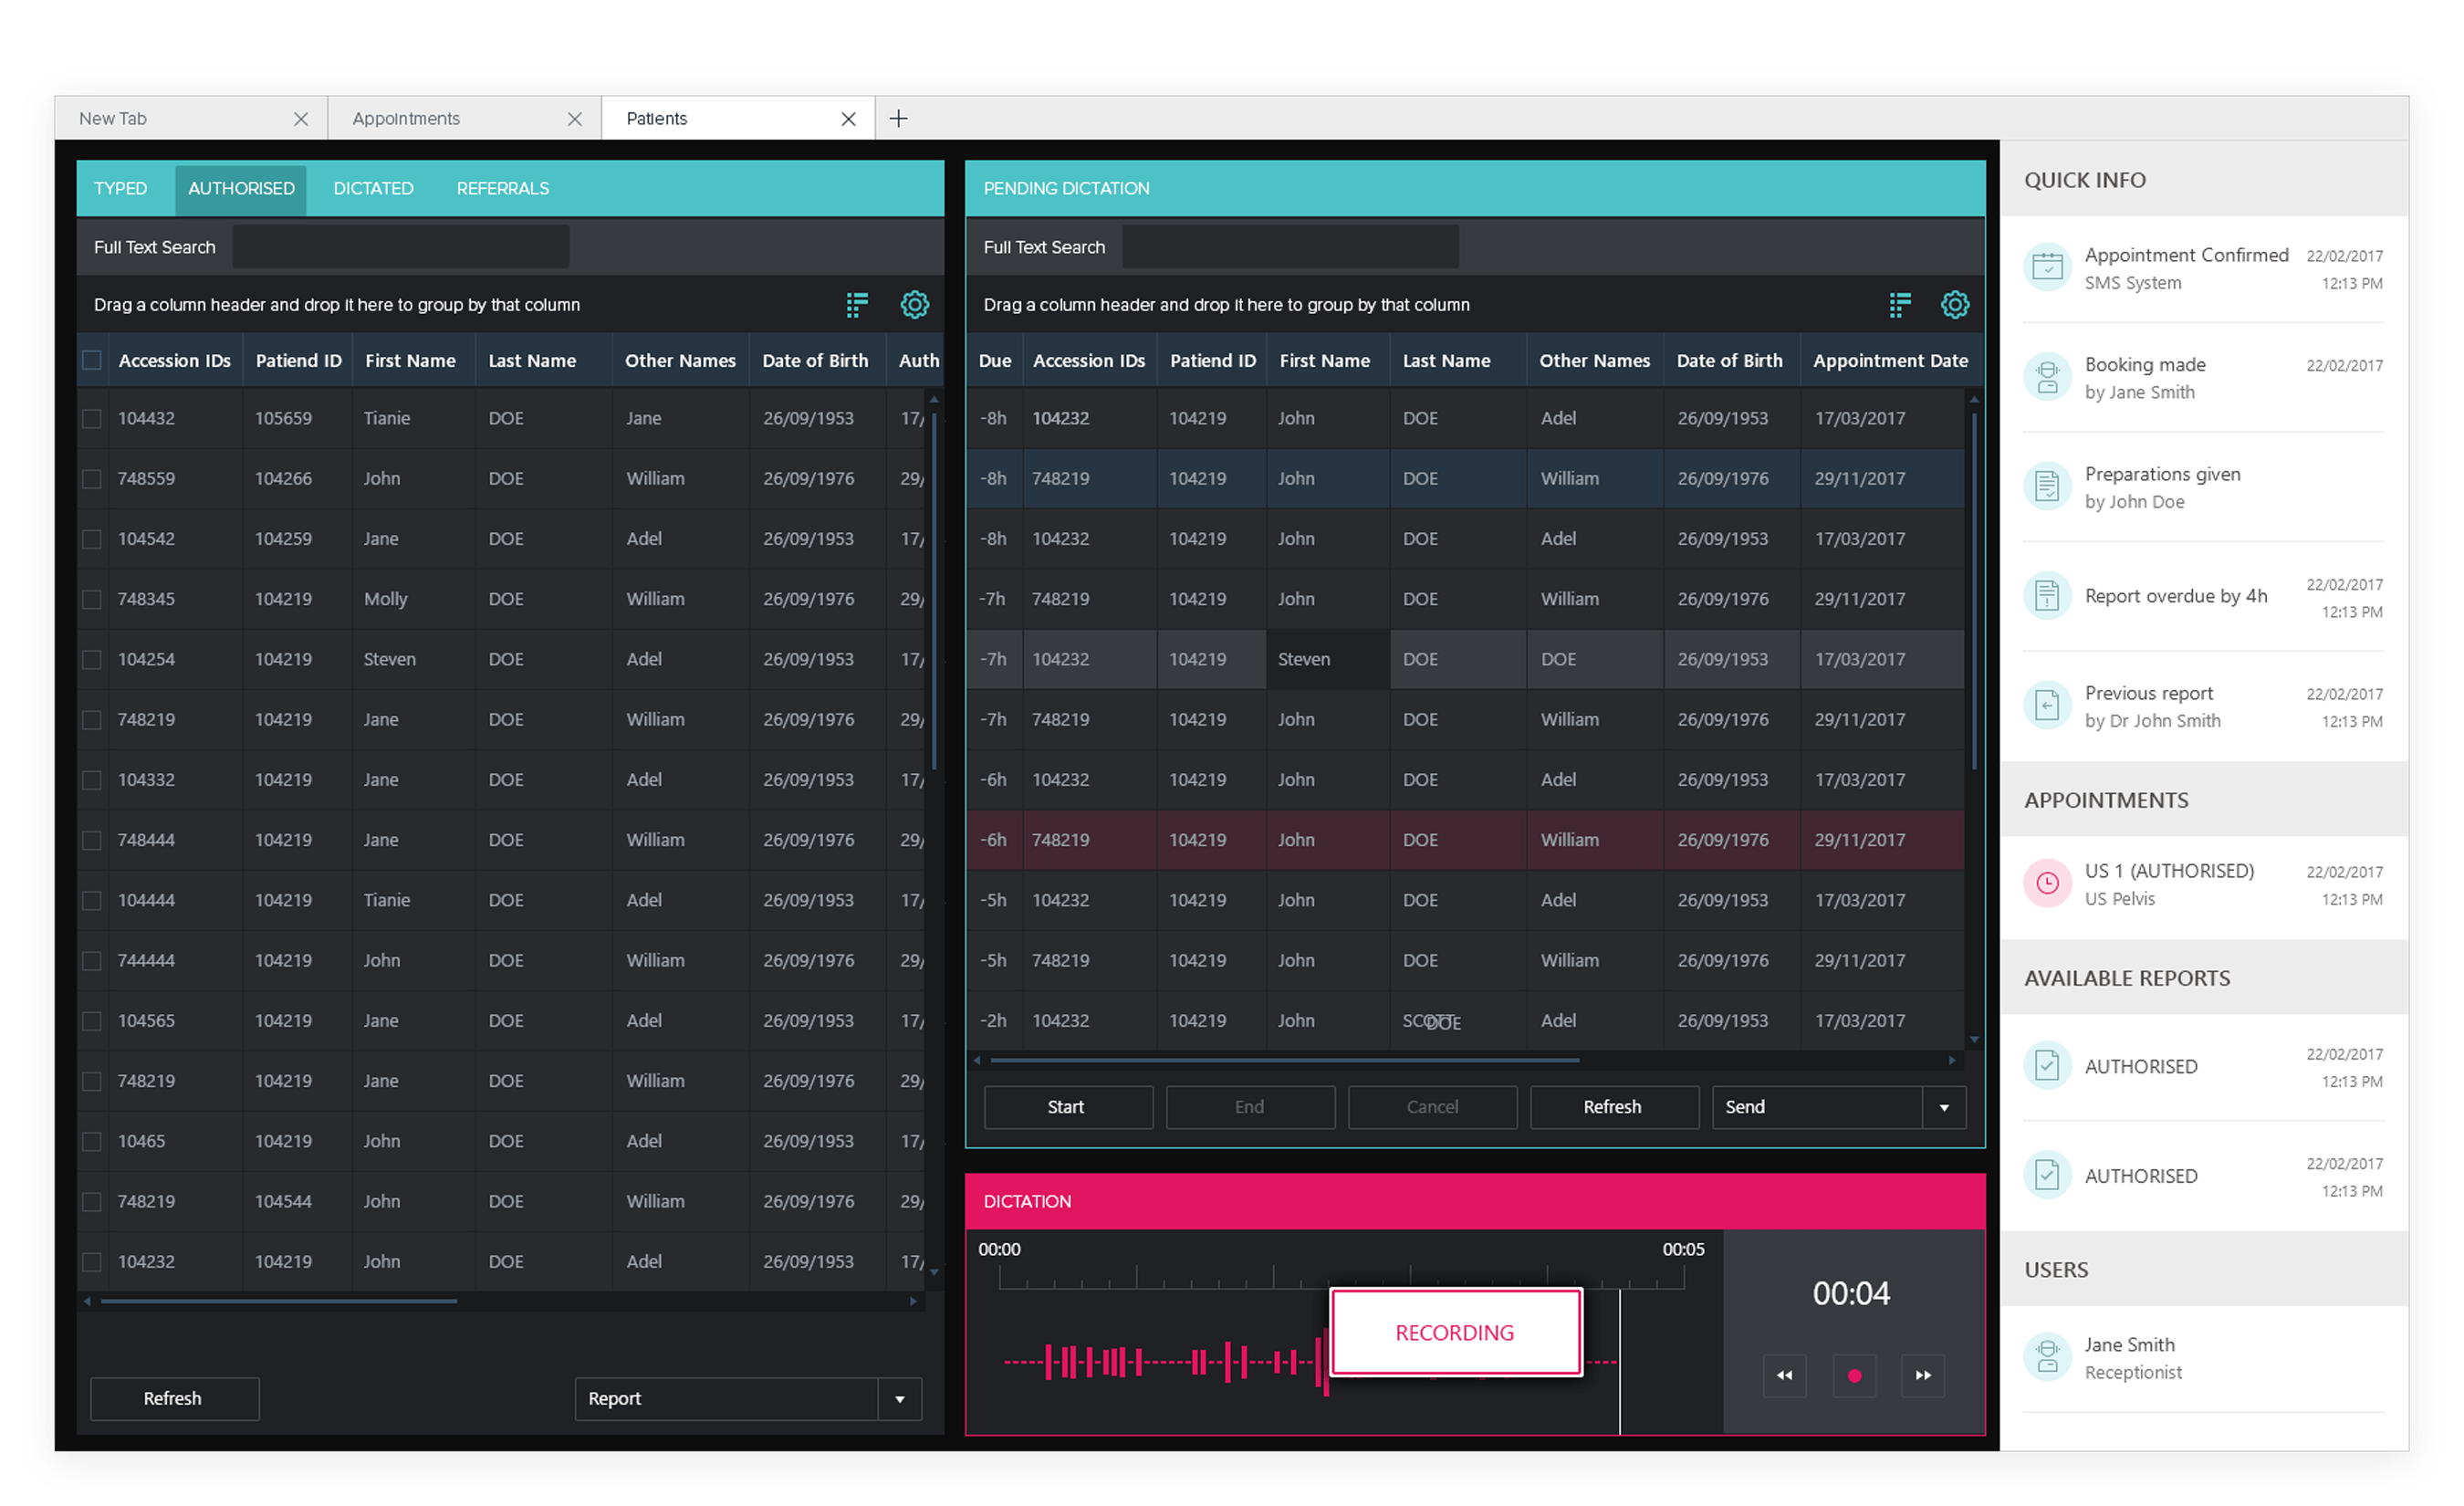 New Tab
Appointments
Patients
TYPED AUTHORISED DICTATED REFERRALS
Full Text Search
Drag a column header and drop it here to group by that column
Accession IDs Patiend ID First Name Last Name Other Names Date of Birth Auth
104432 105659 Tianie DOE Jane 26/09/1953 17/
748559 104266 John DOE William 26/09/1976 29/
104542 104259 Jane DOE Adel 26/09/1953 17/
748345 104219 Molly DOE William 26/09/1976 29/
104254 104219 Steven DOE Adel 26/09/1953 17/
748219 104219 Jane DOE William 26/09/1976 29/
104332 104219 Jane DOE Adel 26/09/1953 17/
748444 104219 Jane DOE William 26/09/1976 29/
104444 104219 Tianie DOE Adel 26/09/1953 17/
744444 104219 John DOE William 26/09/1976 29/
104565 104219 Jane DOE Adel 26/09/1953 17/
748219 104219 Jane DOE William 26/09/1976 29/
10465 104219 John DOE Adel 26/09/1953 17/
748219 104544 John DOE William 26/09/1976 29/
104232 104219 John DOE Adel 26/09/1953 17/
Refresh
Report
PENDING DICTATION
Full Text Search
Drag a column header and drop it here to group by that column
Due Accession IDs Patiend ID First Name Last Name Other Names Date of Birth Appointment Date
-8h 104232 104219 John DOE Adel 26/09/1953 17/03/2017
-8h 748219 104219 John DOE William 26/09/1976 29/11/2017
-8h 104232 104219 John DOE Adel 26/09/1953 17/03/2017
-7h 748219 104219 John DOE William 26/09/1976 29/11/2017
-7h 104232 104219 Steven DOE DOE 26/09/1953 17/03/2017
-7h 748219 104219 John DOE William 26/09/1976 29/11/2017
-6h 104232 104219 John DOE Adel 26/09/1953 17/03/2017
-6h 748219 104219 John DOE William 26/09/1976 29/11/2017
-5h 104232 104219 John DOE Adel 26/09/1953 17/03/2017
-5h 748219 104219 John DOE William 26/09/1976 29/11/2017
-2h 104232 104219 John SCOTT DOE Adel 26/09/1953 17/03/2017
Start End Cancel Refresh Send
DICTATION
00:00 00:05
RECORDING
00:04
QUICK INFO
Appointment Confirmed 22/02/2017
SMS System 12:13 PM
Booking made 22/02/2017
by Jane Smith
Preparations given
by John Doe
Report overdue by 4h 22/02/2017
12:13 PM
Previous report 22/02/2017
by Dr John Smith 12:13 PM
APPOINTMENTS
US 1 (AUTHORISED) 22/02/2017
US Pelvis 12:13 PM
AVAILABLE REPORTS
AUTHORISED 22/02/2017
12:13 PM
AUTHORISED 22/02/2017
12:13 PM
USERS
Jane Smith
Receptionist